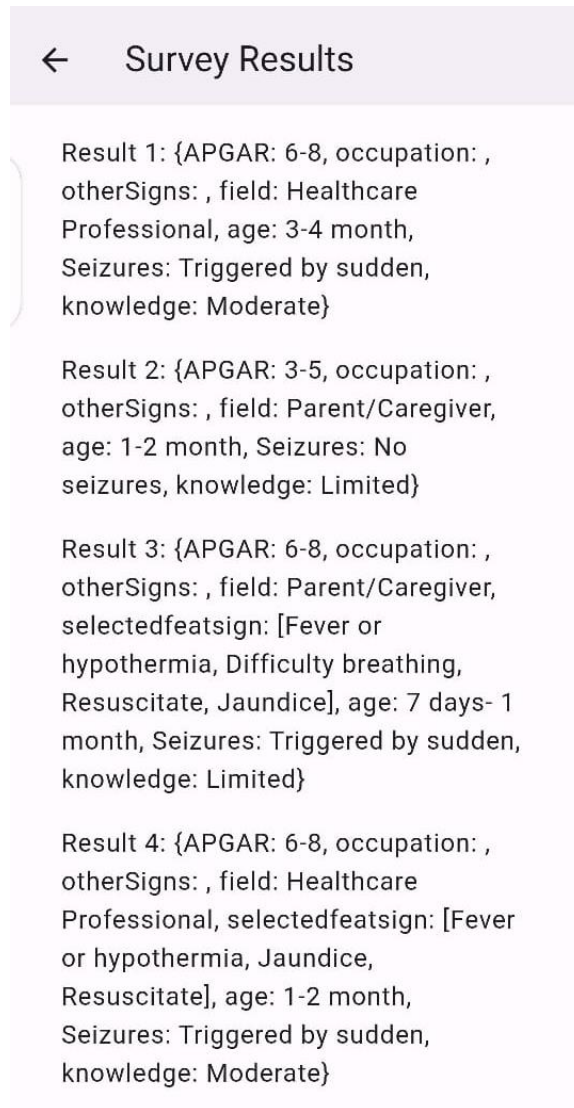 Survey Results
Result 1: {APGAR: 6-8, occupation: ,
otherSigns: , field: Healthcare
Professional, age: 3-4 month,
Seizures: Triggered by sudden,
knowledge: Moderate}
Result 2: {APGAR: 3-5, occupation: ,
otherSigns: , field: Parent/Caregiver,
age: 1-2 month, Seizures: No
seizures, knowledge: Limited}
Result 3: {APGAR: 6-8, occupation: ,
otherSigns: , field: Parent/Caregiver,
selectedfeatsign: [Fever or
hypothermia, Difficulty breathing,
Resuscitate, Jaundice], age: 7 days- 1
month, Seizures: Triggered by sudden,
knowledge: Limited}
Result 4: {APGAR: 6-8, occupation: ,
otherSigns: , field: Healthcare
Professional, selectedfeatsign: [Fever
or hypothermia, Jaundice,
Resuscitate], age: 1-2 month,
Seizures: Triggered by sudden,
knowledge: Moderate}